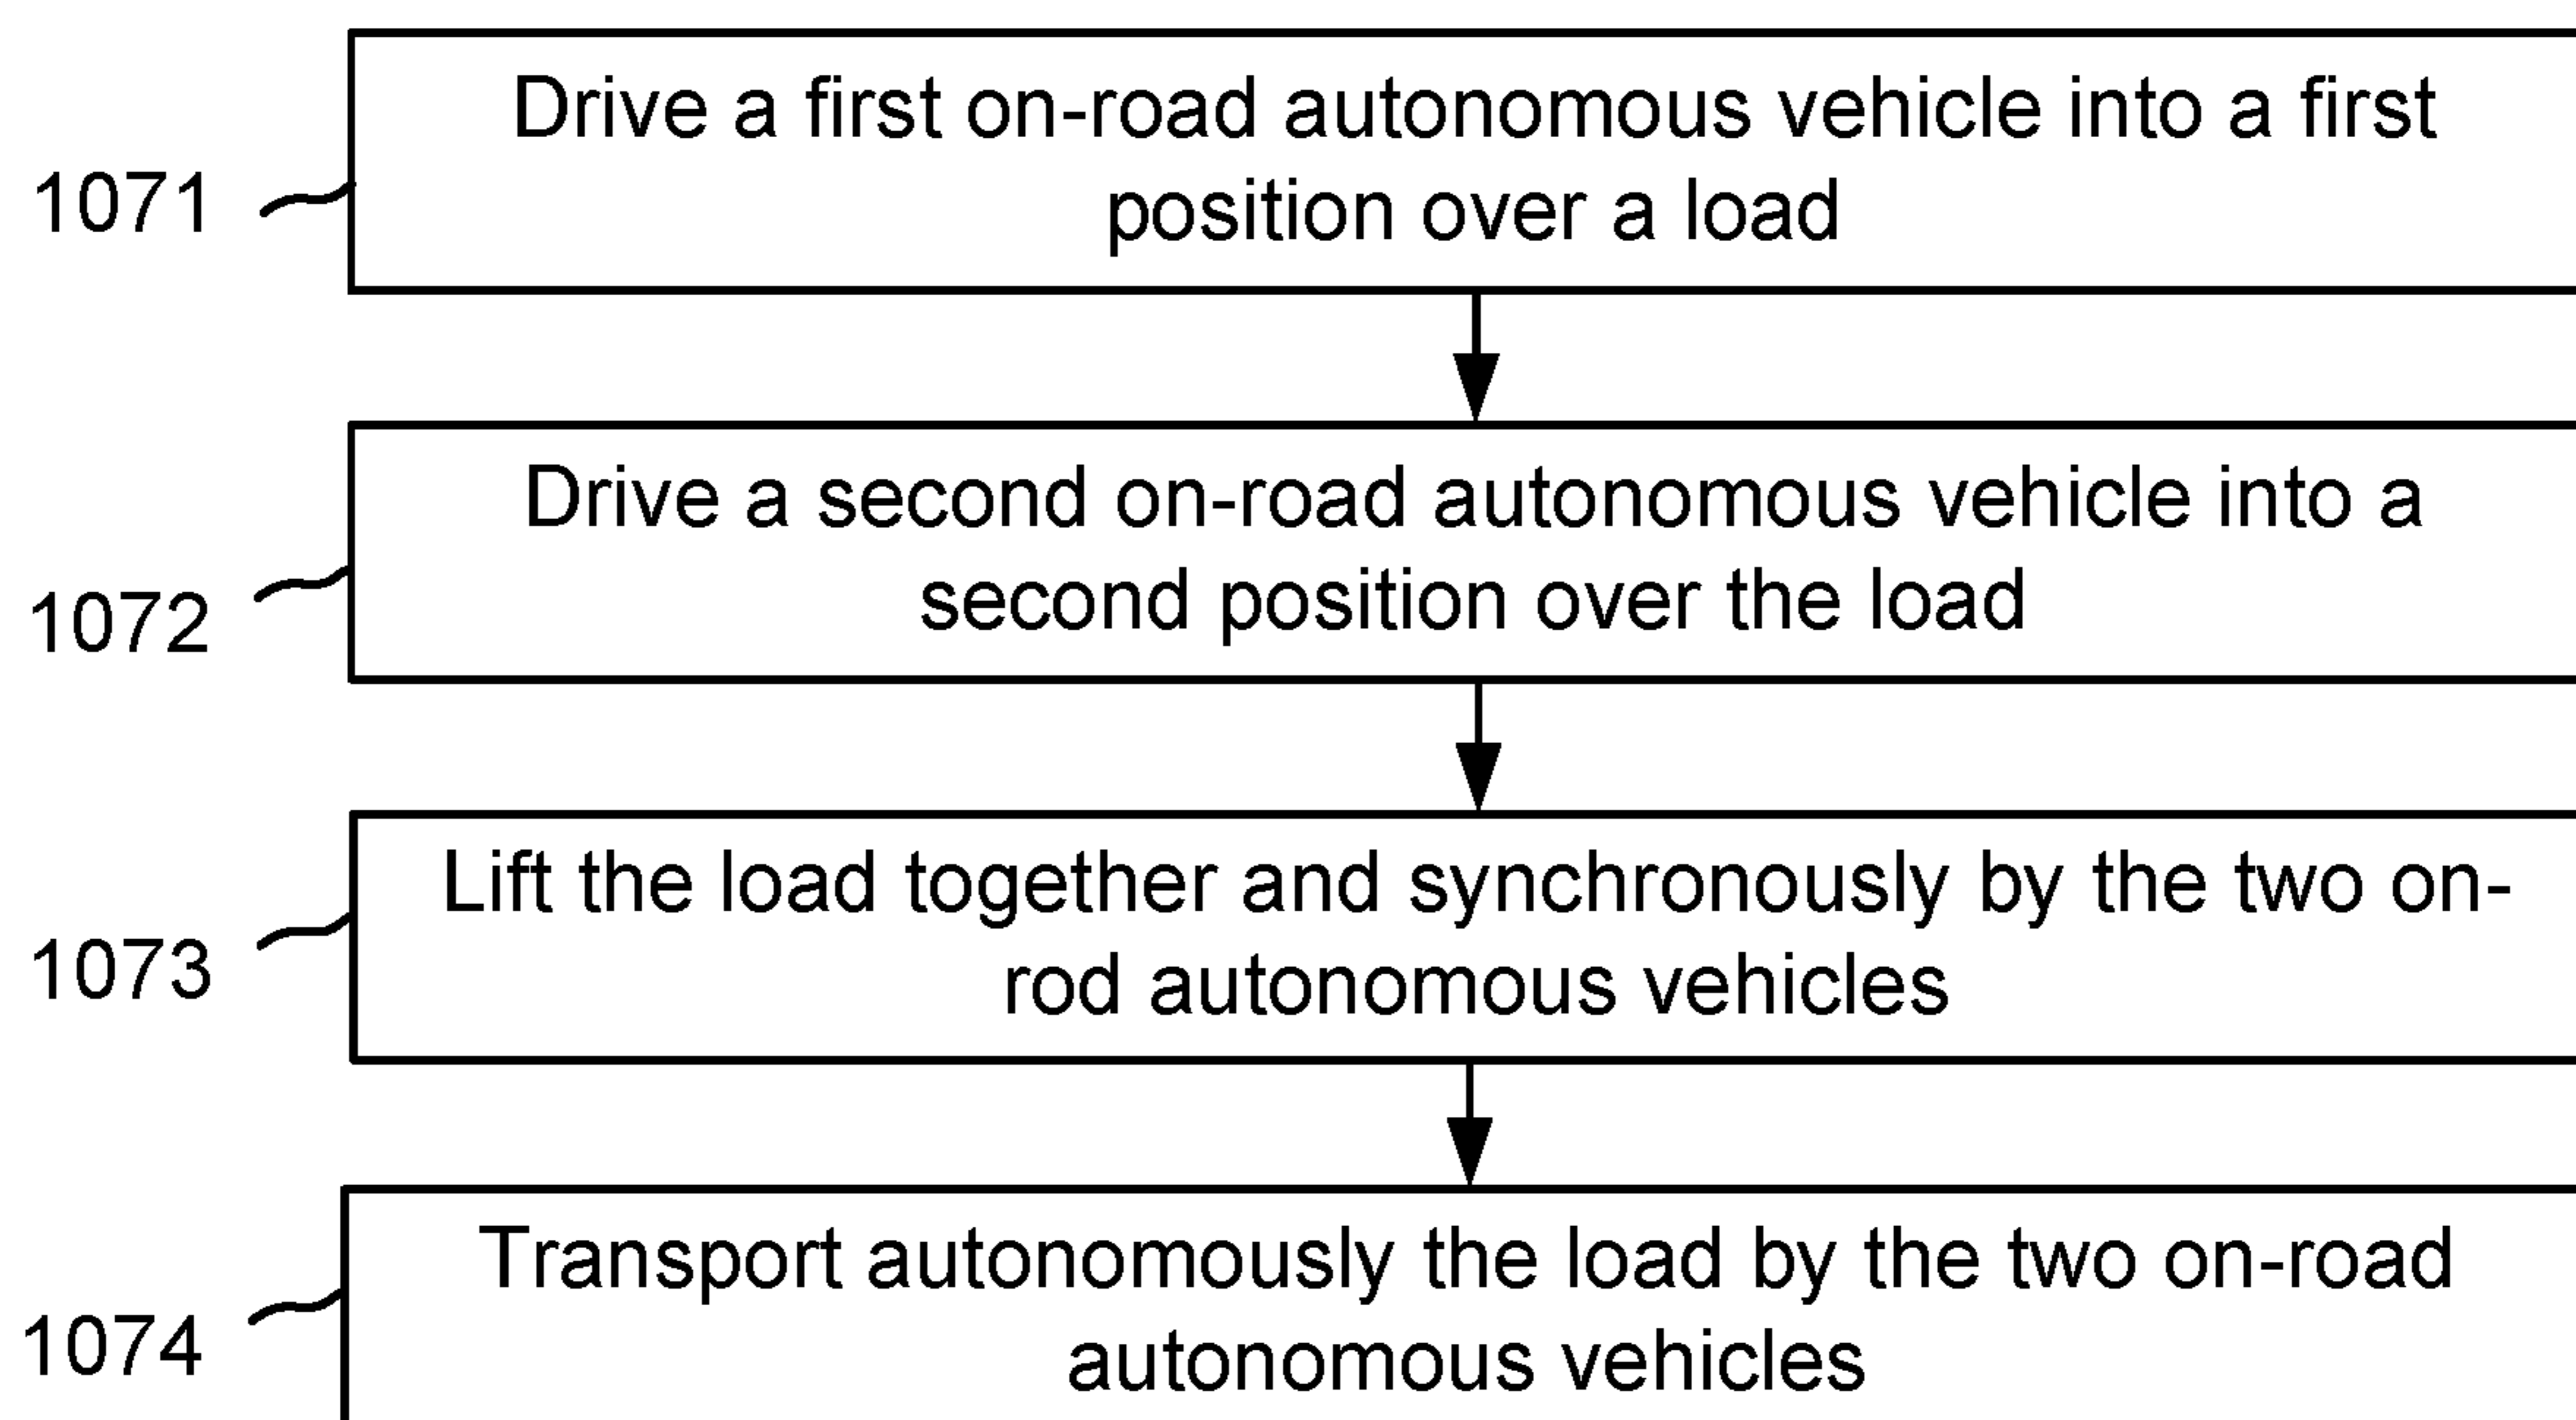 Drive a first on-road autonomous vehicle into a first
position over a load
1071
Drive a second on-road autonomous vehicle into a
second position over the load
1072
Lift the load together and synchronously by the two on-
rod autonomous vehicles
1073
Transport autonomously the load by the two on-road
autonomous vehicles
1074